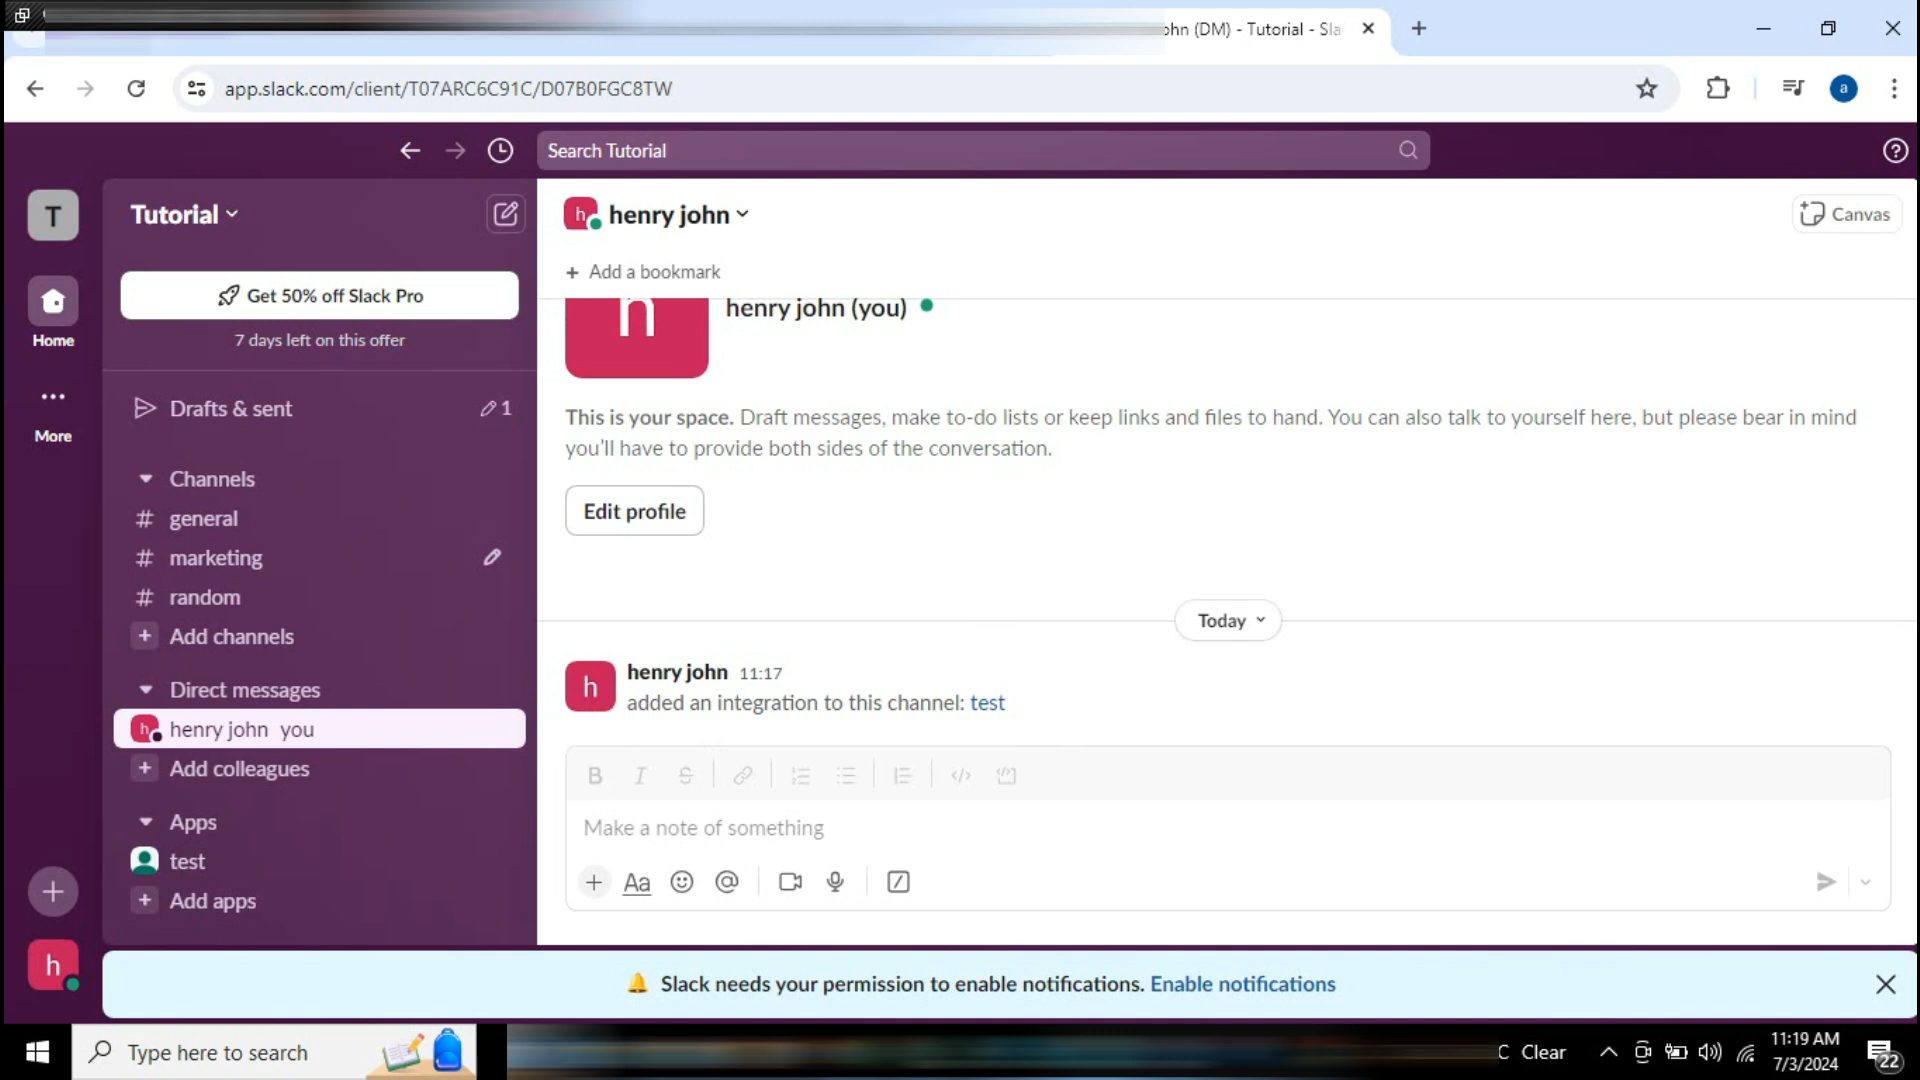 ohn (DM) - Tutorial - Sla
app.slack.com/client/T07ARC6C91C/D07B0FGC8TW
a
Search Tutorial
T
Tutorial
h henry john
Canvas
+ Add a bookmark
Get 50% off Slack Pro
7 days left on this offer
Home
More
h
henry john (you)
This is your space. Draft messages, make to-do lists or keep links and files to hand. You can also talk to yourself here, but please bear in mind
you'll have to provide both sides of the conversation.
Edit profile
Drafts & sent
1
Channels
# general
# marketing
# random
+ Add channels
Direct messages
h henry john you
+ Add colleagues
Apps
test
+ Add apps
Today
h
henry john 11:17
added an integration to this channel: test
B I S
Make a note of something
+ Aa @
h
Slack needs your permission to enable notifications. Enable notifications
Type here to search
C Clear
11:19 AM
7/3/2024
22